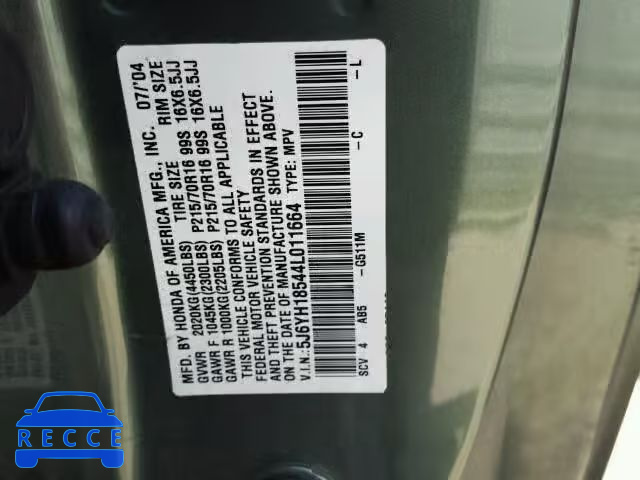 MFD. BY HONDA OF AMERICA MFG., INC. 07/'04
TIRE SIZE RIM SIZE
GVWR 2020KG(4450LBS) P215/70R16 99S 16X6.5JJ
GAWR F 1045KG(2300LBS) P215/70R16 99S 16X6.5JJ
GAWR R 1000KG(2205LBS)
THIS VEHICLE CONFORMS TO ALL APPLICABLE
FEDERAL MOTOR VEHICLE SAFETY
AND THEFT PREVENTION STANDARDS IN EFFECT
ON THE DATE OF MANUFACTURE SHOWN ABOVE.
V.I.N.: 5J6YH18544L011664 TYPE: MPV
SCV 4 AB5 -G511M -C -L
RECCE